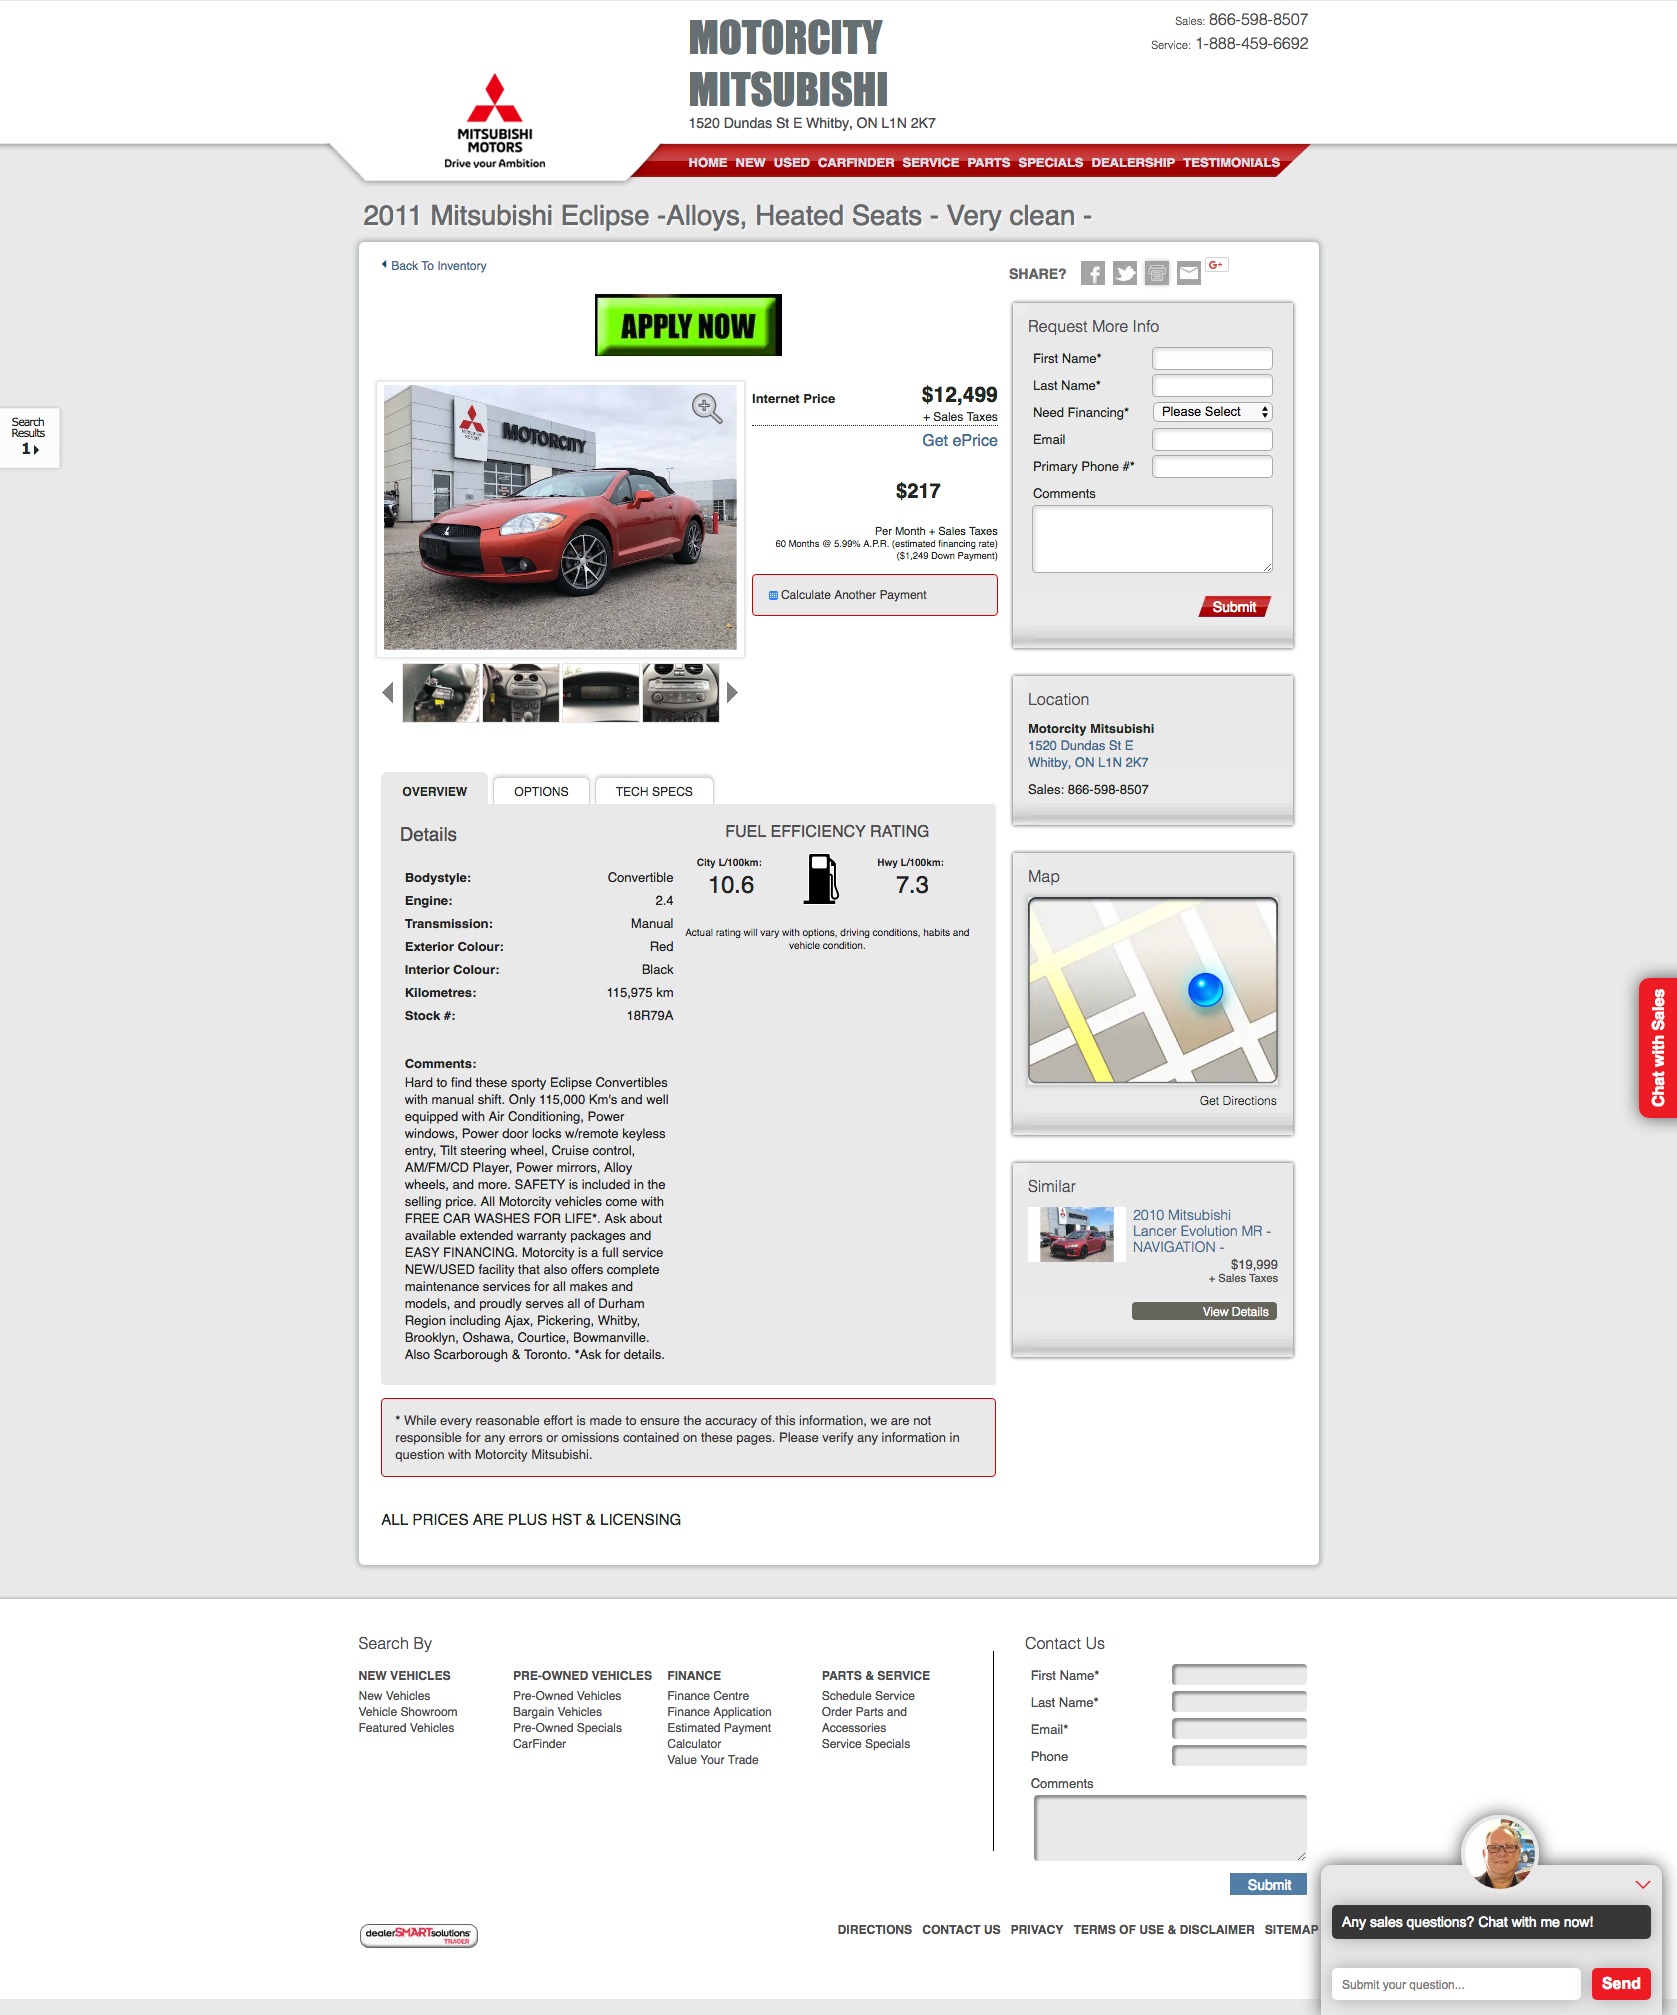 MOTORCITY
MITSUBISHI
1520 Dundas St E Whitby, ON L1N 2K7
Sales: 866-598-8507
Service: 1-888-459-6692
MITSUBISHI
MOTORS
Drive your Ambition
HOME NEW USED CARFINDER SERVICE PARTS SPECIALS DEALERSHIP TESTIMONIALS
2011 Mitsubishi Eclipse -Alloys, Heated Seats - Very clean -
Back To Inventory
SHARE?
G+
APPLY NOW
Search
Results
1
MOTORCITY
Internet Price
$12,499
+ Sales Taxes
Get ePrice
$217
Per Month + Sales Taxes
60 Months @ 5.99% A.P.R. (estimated financing rate)
($1,249 Down Payment)
Calculate Another Payment
Request More Info
First Name*
Last Name*
Need Financing* Please Select
Email
Primary Phone #*
Comments
Submit
Location
Motorcity Mitsubishi
1520 Dundas St E
Whitby, ON L1N 2K7
Sales: 866-598-8507
OVERVIEW OPTIONS TECH SPECS
Details
Bodystyle: Convertible
Engine: 2.4
Transmission: Manual
Exterior Colour: Red
Interior Colour: Black
Kilometres: 115,975 km
Stock #: 18R79A
FUEL EFFICIENCY RATING
City L/100km:
10.6
Hwy L/100km:
7.3
Actual rating will vary with options, driving conditions, habits and
vehicle condition.
Comments:
Hard to find these sporty Eclipse Convertibles
with manual shift. Only 115,000 Km's and well
equipped with Air Conditioning, Power
windows, Power door locks w/remote keyless
entry, Tilt steering wheel, Cruise control,
AM/FM/CD Player, Power mirrors, Alloy
wheels, and more. SAFETY is included in the
selling price. All Motorcity vehicles come with
FREE CAR WASHES FOR LIFE*. Ask about
available extended warranty packages and
EASY FINANCING. Motorcity is a full service
NEW/USED facility that also offers complete
maintenance services for all makes and
models, and proudly serves all of Durham
Region including Ajax, Pickering, Whitby,
Brooklyn, Oshawa, Courtice, Bowmanville.
Also Scarborough & Toronto. *Ask for details.
Map
Get Directions
Chat with Sales
Similar
2010 Mitsubishi
Lancer Evolution MR -
NAVIGATION -
$19,999
+ Sales Taxes
View Details
* While every reasonable effort is made to ensure the accuracy of this information, we are not
responsible for any errors or omissions contained on these pages. Please verify any information in
question with Motorcity Mitsubishi.
ALL PRICES ARE PLUS HST & LICENSING
Search By
NEW VEHICLES
New Vehicles
Vehicle Showroom
Featured Vehicles
PRE-OWNED VEHICLES
Pre-Owned Vehicles
Bargain Vehicles
Pre-Owned Specials
CarFinder
FINANCE
Finance Centre
Finance Application
Estimated Payment
Calculator
Value Your Trade
PARTS & SERVICE
Schedule Service
Order Parts and
Accessories
Service Specials
Contact Us
First Name*
Last Name*
Email*
Phone
Comments
Submit
dealerSMARTsolutions
TRADER
DIRECTIONS CONTACT US PRIVACY TERMS OF USE & DISCLAIMER SITEMAP
Any sales questions? Chat with me now!
Submit your question...
Send